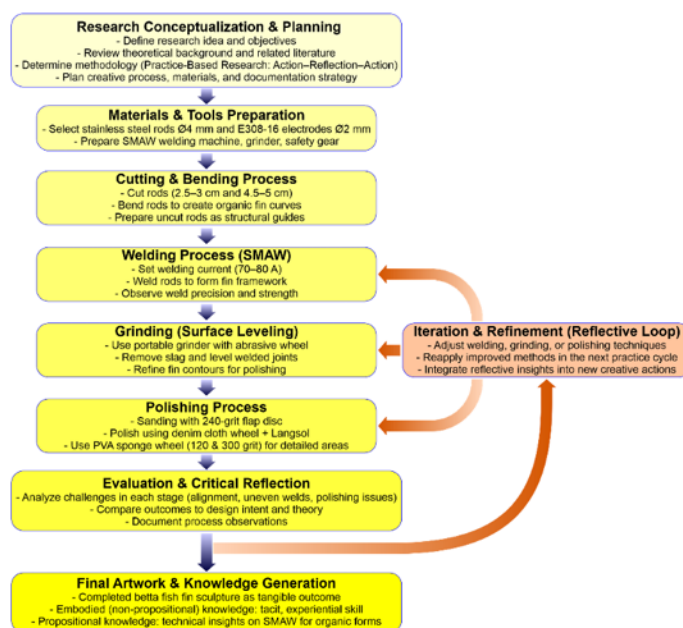 Research Conceptualization & Planning
- Define research idea and objectives
- Review theoretical background and related literature
- Determine methodology (Practice-Based Research: Action–Reflection–Action)
- Plan creative process, materials, and documentation strategy
Materials & Tools Preparation
- Select stainless steel rods Ø4 mm and E308-16 electrodes Ø2 mm
- Prepare SMAW welding machine, grinder, safety gear
Cutting & Bending Process
- Cut rods (2.5–3 cm and 4.5–5 cm)
- Bend rods to create organic fin curves
- Prepare uncut rods as structural guides
Welding Process (SMAW)
- Set welding current (70–80 A)
- Weld rods to form fin framework
- Observe weld precision and strength
Grinding (Surface Leveling)
- Use portable grinder with abrasive wheel
- Remove slag and level welded joints
- Refine fin contours for polishing
Iteration & Refinement (Reflective Loop)
- Adjust welding, grinding, or polishing techniques
- Reapply improved methods in the next practice cycle
- Integrate reflective insights into new creative actions
Polishing Process
- Sanding with 240-grit flap disc
- Polish using denim cloth wheel + Langsol
- Use PVA sponge wheel (120 & 300 grit) for detailed areas
Evaluation & Critical Reflection
- Analyze challenges in each stage (alignment, uneven welds, polishing issues)
- Compare outcomes to design intent and theory
- Document process observations
Final Artwork & Knowledge Generation
- Completed betta fish fin sculpture as tangible outcome
- Embodied (non-propositional) knowledge: tacit, experiential skill
- Propositional knowledge: technical insights on SMAW for organic forms